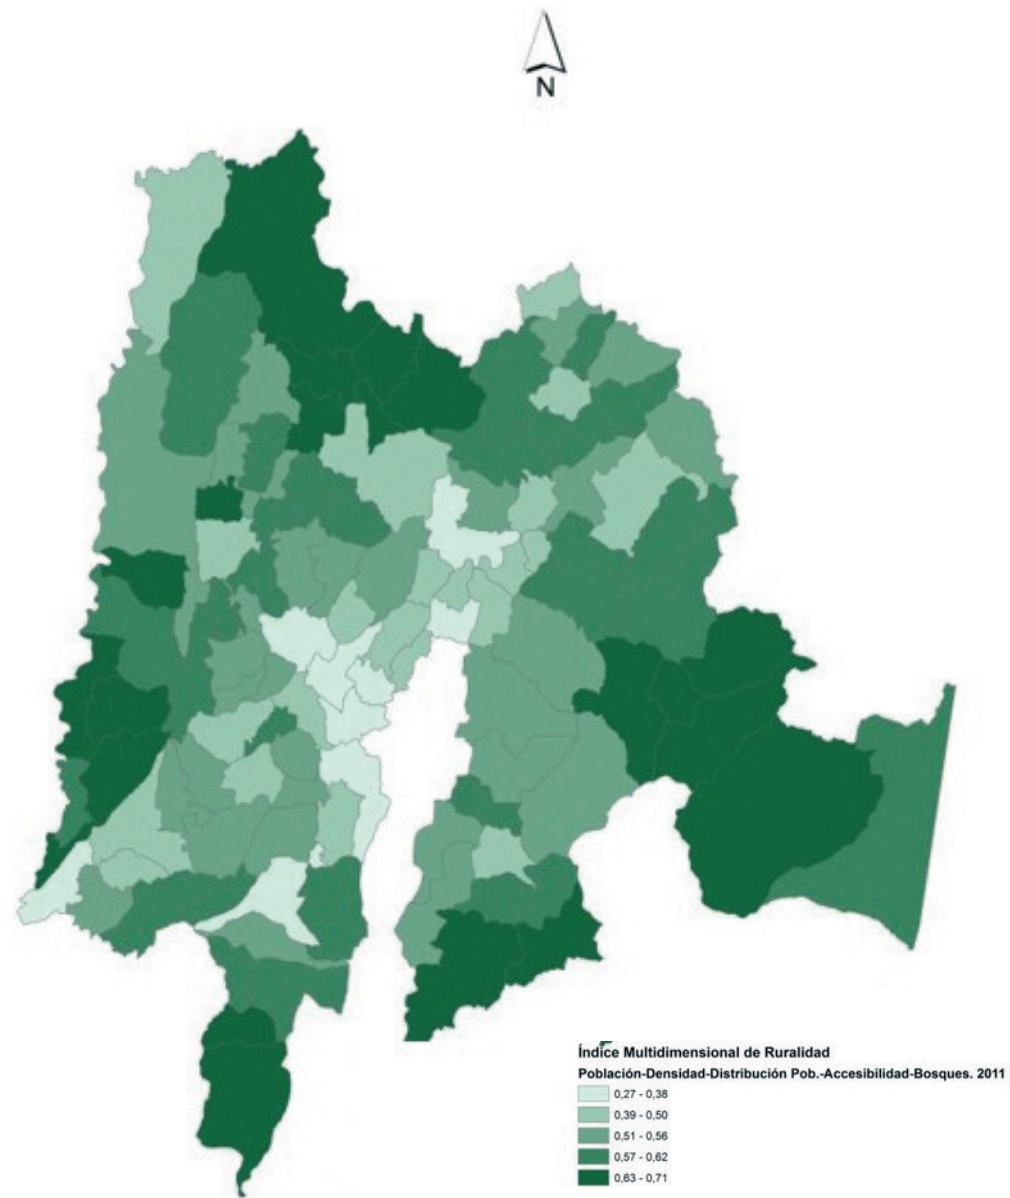 N
Índice Multidimensional de Ruralidad
Población-Densidad-Distribución Pob.-Accesibilidad-Bosques. 2011
0,27 - 0,38
0,39 - 0,50
0,51 - 0,56
0,57 - 0,62
0,63 - 0,71